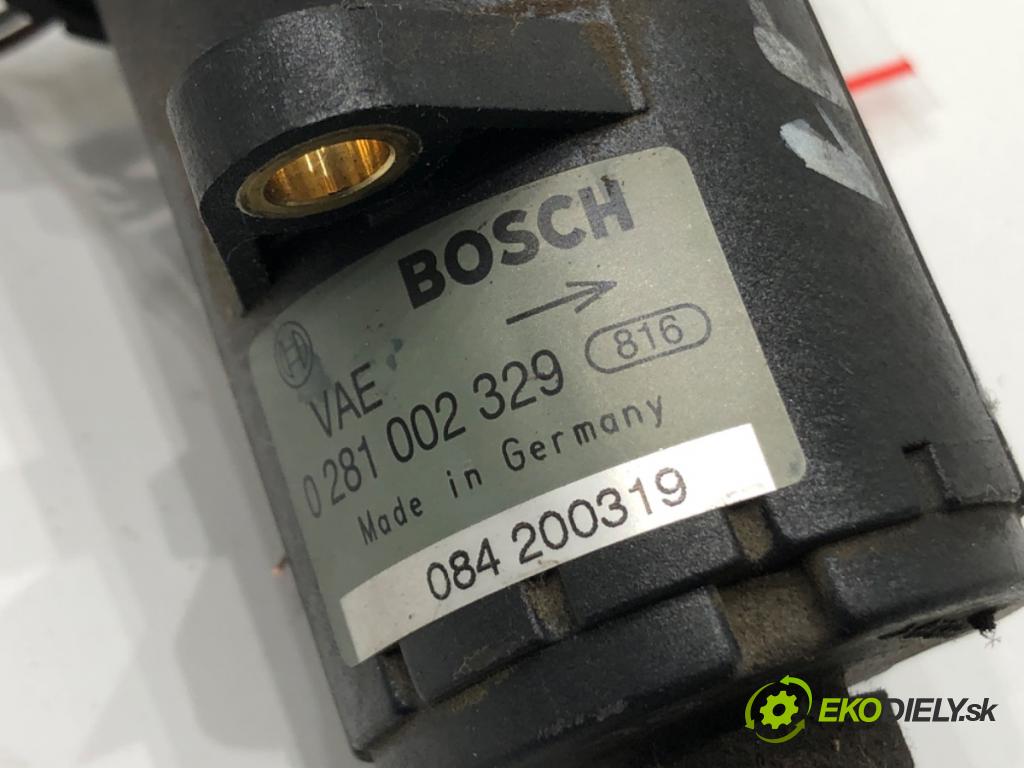 BOSCH
VAE
0 281 002 329 816
Made in Germany
084 200319
EKODIELY.sk